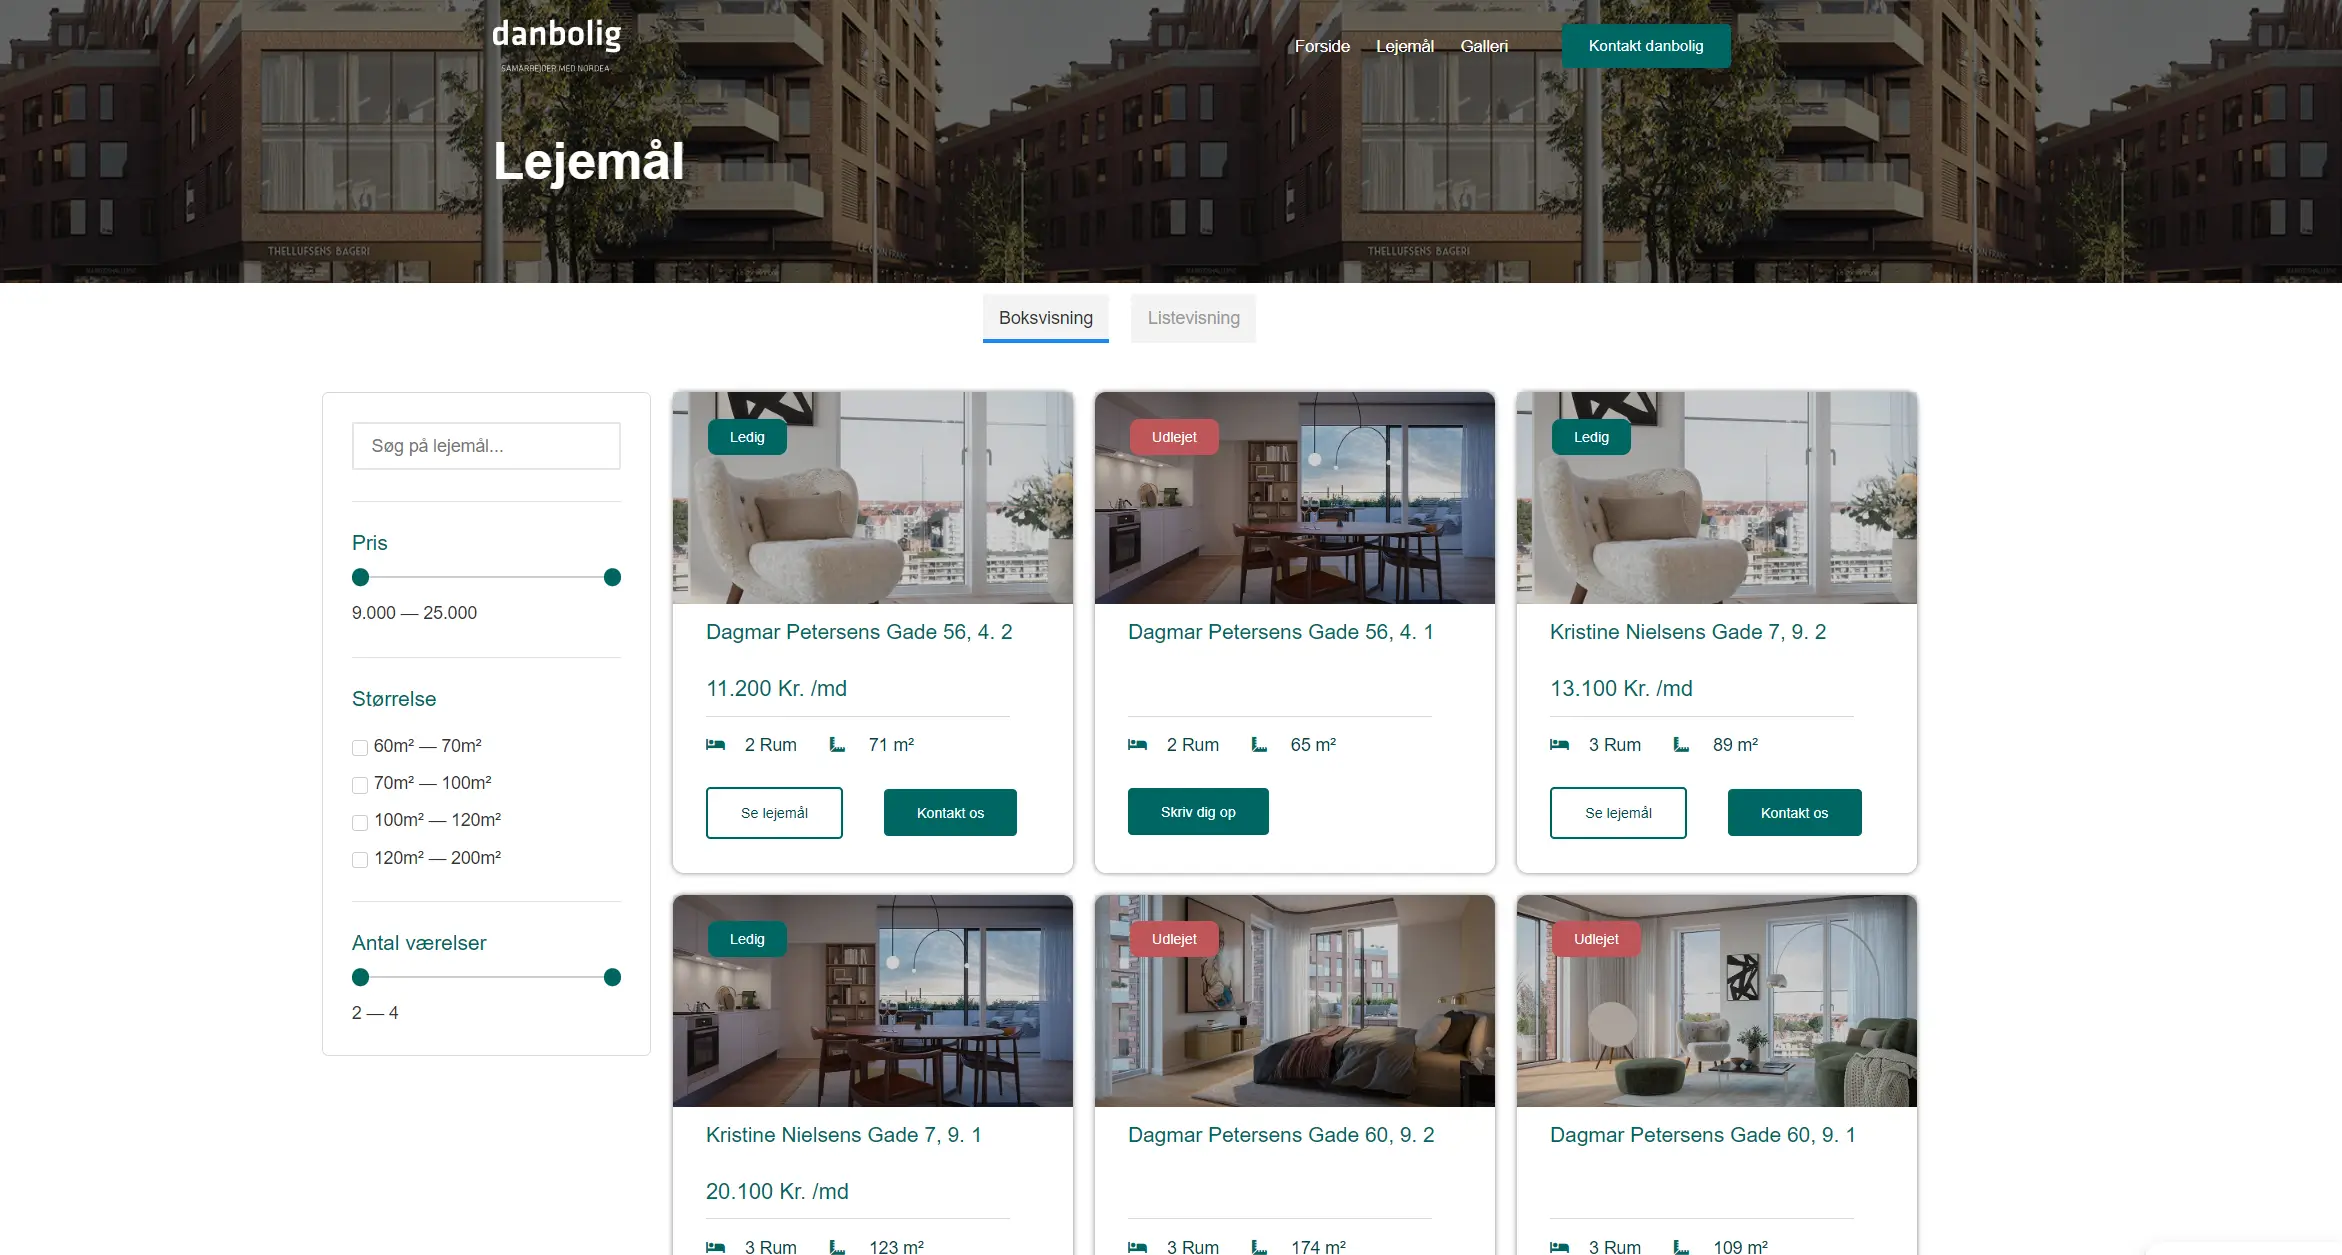 danbolig
SAMARBEJDER MED NORDEA
Forside
Lejemål
Galleri
Kontakt danbolig
Lejemål
THELLUFSENS BAGERI
THELLUFSENS BAGERI
Boksvisning
Listevisning
Søg på lejemål...
Pris
9.000 — 25.000
Størrelse
60m² — 70m²
70m² — 100m²
100m² — 120m²
120m² — 200m²
Antal værelser
2 — 4
Ledig
Dagmar Petersens Gade 56, 4. 2
11.200 Kr. /md
2 Rum 71 m²
Se lejemål Kontakt os
Udlejet
Dagmar Petersens Gade 56, 4. 1
2 Rum 65 m²
Skriv dig op
Ledig
Kristine Nielsens Gade 7, 9. 2
13.100 Kr. /md
3 Rum 89 m²
Se lejemål Kontakt os
Ledig
Kristine Nielsens Gade 7, 9. 1
20.100 Kr. /md
3 Rum 123 m²
Udlejet
Dagmar Petersens Gade 60, 9. 2
3 Rum 174 m²
Udlejet
Dagmar Petersens Gade 60, 9. 1
3 Rum 109 m²